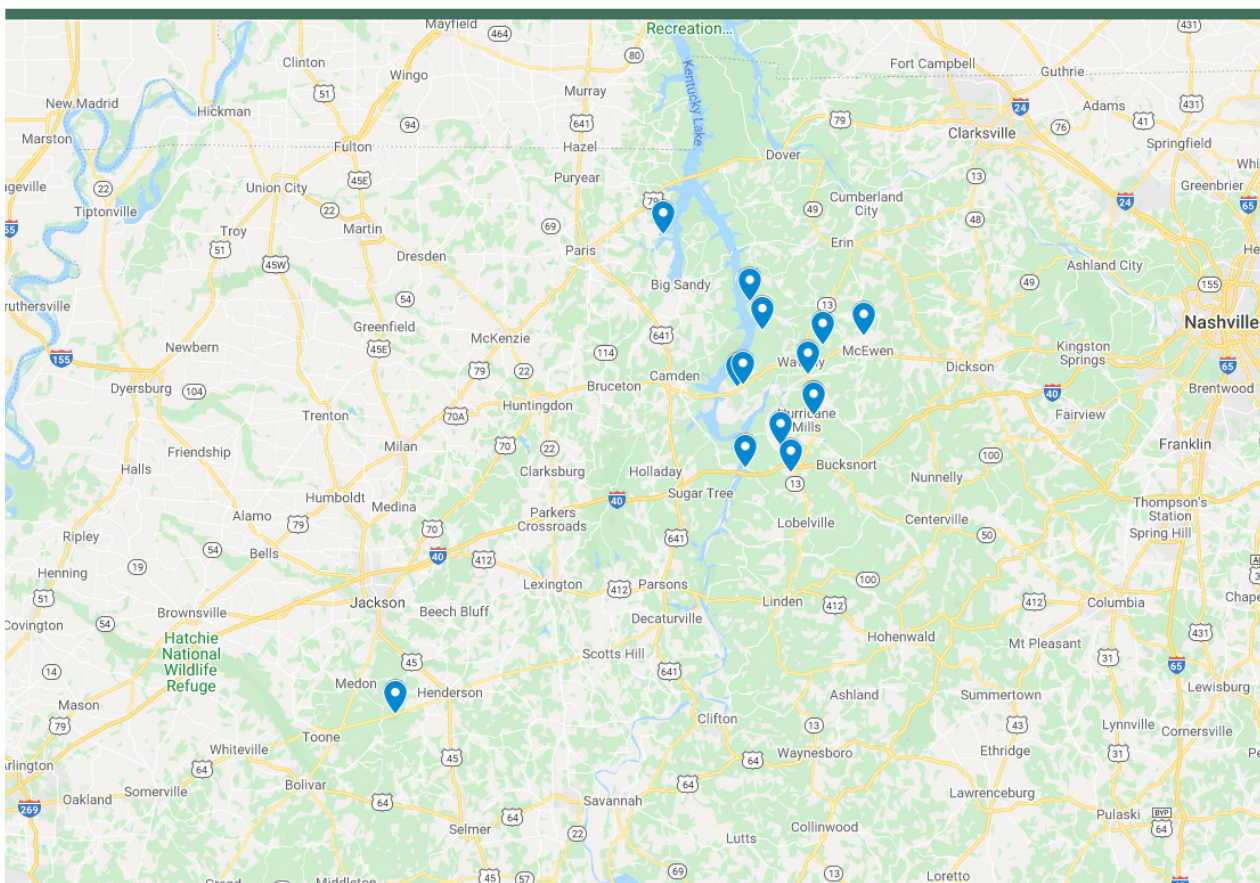 Mayfield
Recreation...
464
80
431
Clinton
Wingo
Fort Campbell
Guthrie
51
Murray
New Madrid
Hickman
24
Adams
431
Marston
94
641
Kentucky Lake
79
Clarksville
76
41
Fulton
Hazel
Dover
Springfield
45E
Puryear
13
22
Union City
79
Greenbrier
Tiptonville
22
Cumberland
City
24
65
Troy
Martin
69
49
48
51
Paris
Erin
45W
Dresden
Ashland City
Big Sandy
49
155
54
13
Greenfield
641
Nashville
Newbern
McKenzie
45E
114
McEwen
Kingston
Springs
155
79
22
Camden
Dickson
65
Dyersburg
Bruceton
40
Brentwood
104
Huntingdon
Trenton
70A
Hurricane
Mills
Fairview
70
Milan
22
Franklin
Friendship
100
Halls
Clarksburg
Holladay
Bucksnort
Nunnelly
Humboldt
40
Sugar Tree
13
Thompson's
Station
Medina
Alamo
79
Parkers
Crossroads
Lobelville
Centerville
Spring Hill
Ripley
70
641
50
54
Bells
40
412
19
Henning
Lexington
412
Parsons
100
51
Jackson
Linden
412
412
Columbia
Covington
54
Brownsville
Beech Bluff
Decaturville
431
Hatchie
National
Wildlife
Refuge
Hohenwald
Mt Pleasant
45
Scotts Hill
31
14
641
65
Medon
Henderson
Lewisburg
Mason
Ashland
Summertown
79
Clifton
13
43
Lynnville
Toone
Cornersville
Whiteville
45
64
Waynesboro
Ethridge
31
64
64
Bolivar
Oakland
Somerville
64
Savannah
Lawrenceburg
269
64
Pulaski
BYP
64
Selmer
22
Lutts
Collinwood
69
13
Loretto
45
57
Middleton